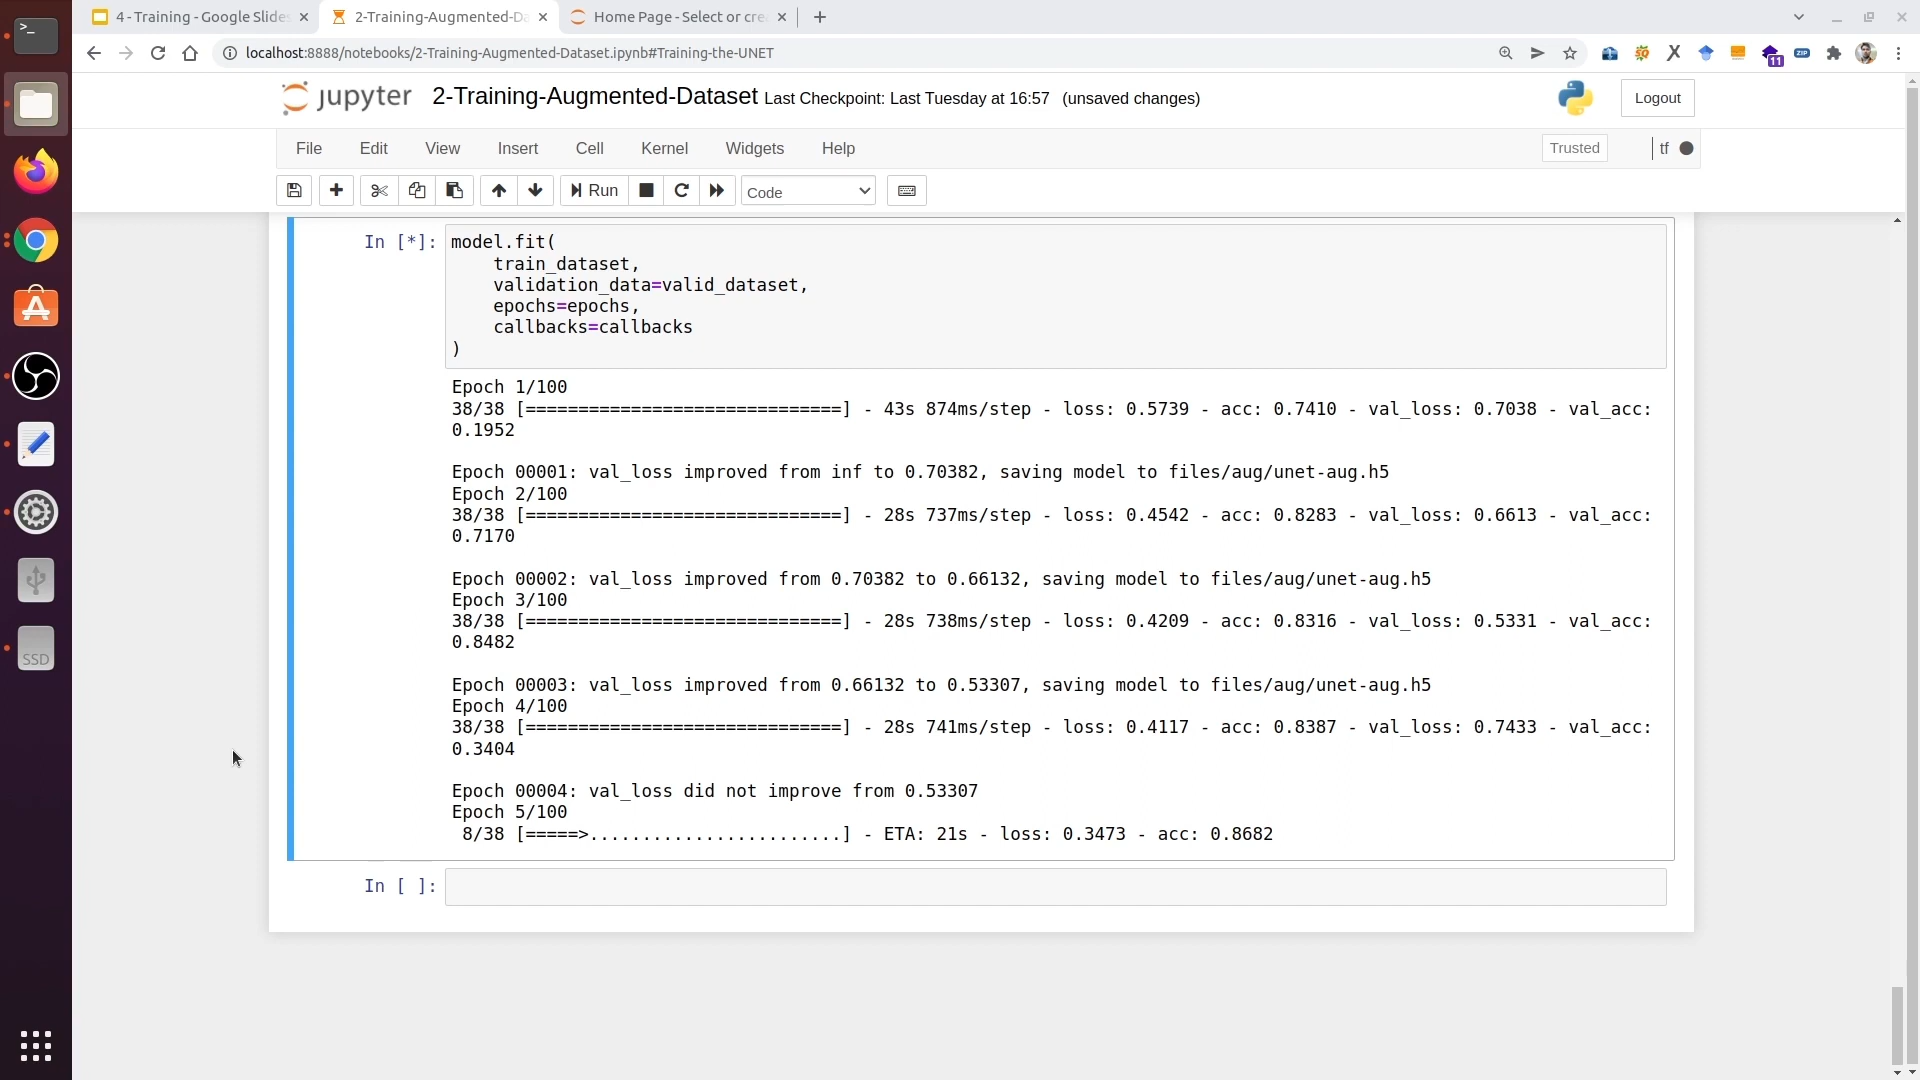 4 - Training - Google Slides
2-Training-Augmented-Da
Home Page - Select or cre
localhost:8888/notebooks/2-Training-Augmented-Dataset.ipynb#Training-the-UNET
11
ZIP
jupyter 2-Training-Augmented-Dataset Last Checkpoint: Last Tuesday at 16:57 (unsaved changes)
Logout
File Edit View Insert Cell Kernel Widgets Help
Trusted
tf
Run
Code
In [*]:
model.fit(
    train_dataset,
    validation_data=valid_dataset,
    epochs=epochs,
    callbacks=callbacks
)
Epoch 1/100
38/38 [==============================] - 43s 874ms/step - loss: 0.5739 - acc: 0.7410 - val_loss: 0.7038 - val_acc:
0.1952
Epoch 00001: val_loss improved from inf to 0.70382, saving model to files/aug/unet-aug.h5
Epoch 2/100
38/38 [==============================] - 28s 737ms/step - loss: 0.4542 - acc: 0.8283 - val_loss: 0.6613 - val_acc:
0.7170
Epoch 00002: val_loss improved from 0.70382 to 0.66132, saving model to files/aug/unet-aug.h5
Epoch 3/100
38/38 [==============================] - 28s 738ms/step - loss: 0.4209 - acc: 0.8316 - val_loss: 0.5331 - val_acc:
0.8482
Epoch 00003: val_loss improved from 0.66132 to 0.53307, saving model to files/aug/unet-aug.h5
Epoch 4/100
38/38 [==============================] - 28s 741ms/step - loss: 0.4117 - acc: 0.8387 - val_loss: 0.7433 - val_acc:
0.3404
Epoch 00004: val_loss did not improve from 0.53307
Epoch 5/100
 8/38 [=====>........................] - ETA: 21s - loss: 0.3473 - acc: 0.8682
In [ ]:
SSD